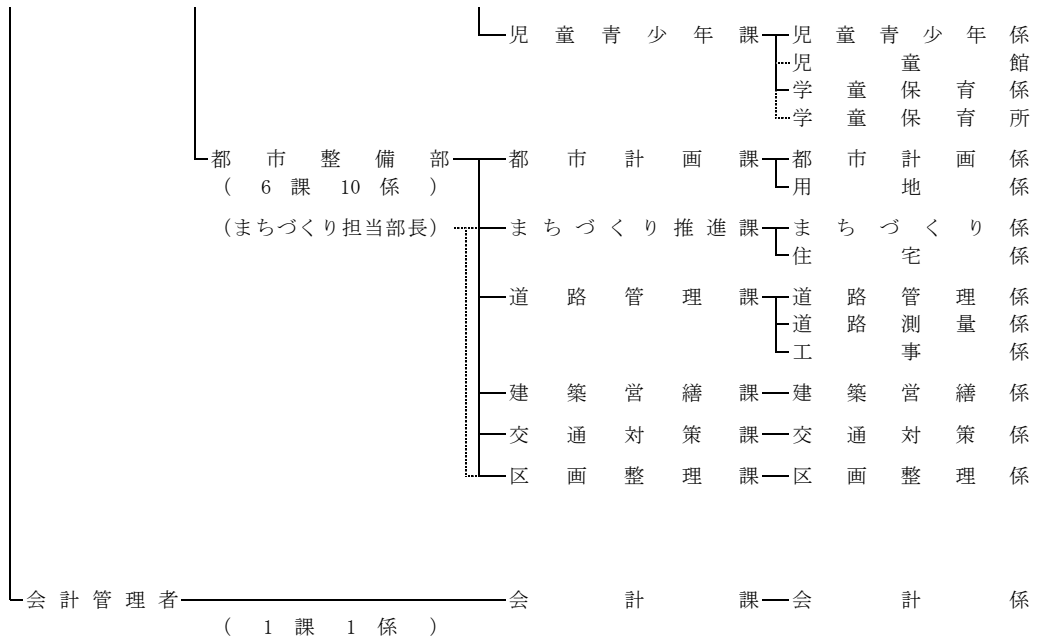 児童青少年課 児童青少年係
児童館
学童保育係
学童保育所
都市整備部 都市計画課 都市計画係
(6課10係) 用地係
(まちづくり担当部長) まちづくり推進課 まちづくり係
住宅係
道路管理課 道路管理係
道路測量係
工事係
建築営繕課 建築営繕係
交通対策課 交通対策係
区画整理課 区画整理係
会計管理者 会計課 会計係
(1課1係)